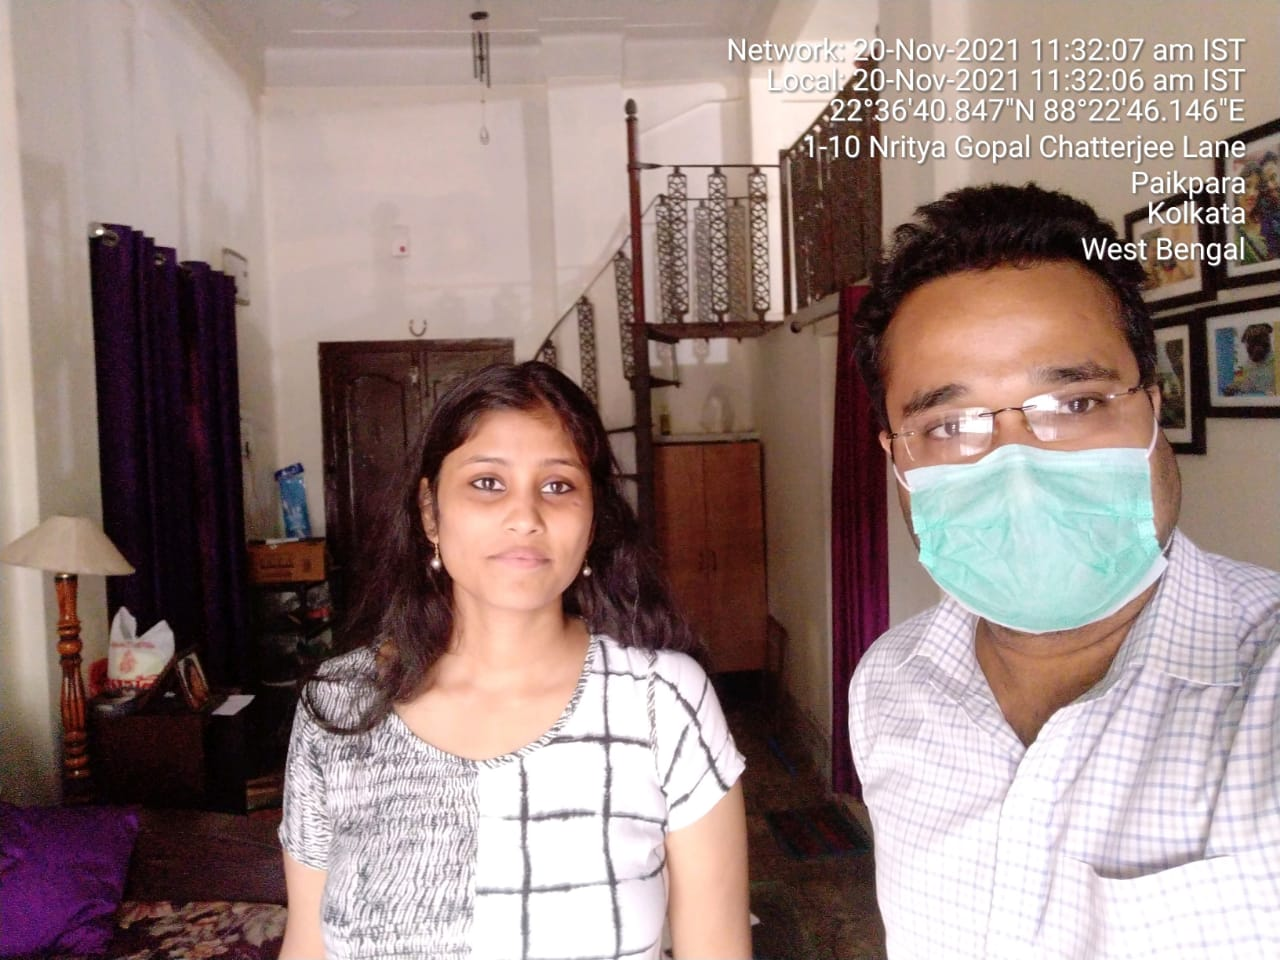 Network: 20-Nov-2021 11:32:07 am IST
Local: 20-Nov-2021 11:32:06 am IST
22°36'40.847"N 88°22'46.146"E
1-10 Nritya Gopal Chatterjee Lane
Paikpara
Kolkata
West Bengal